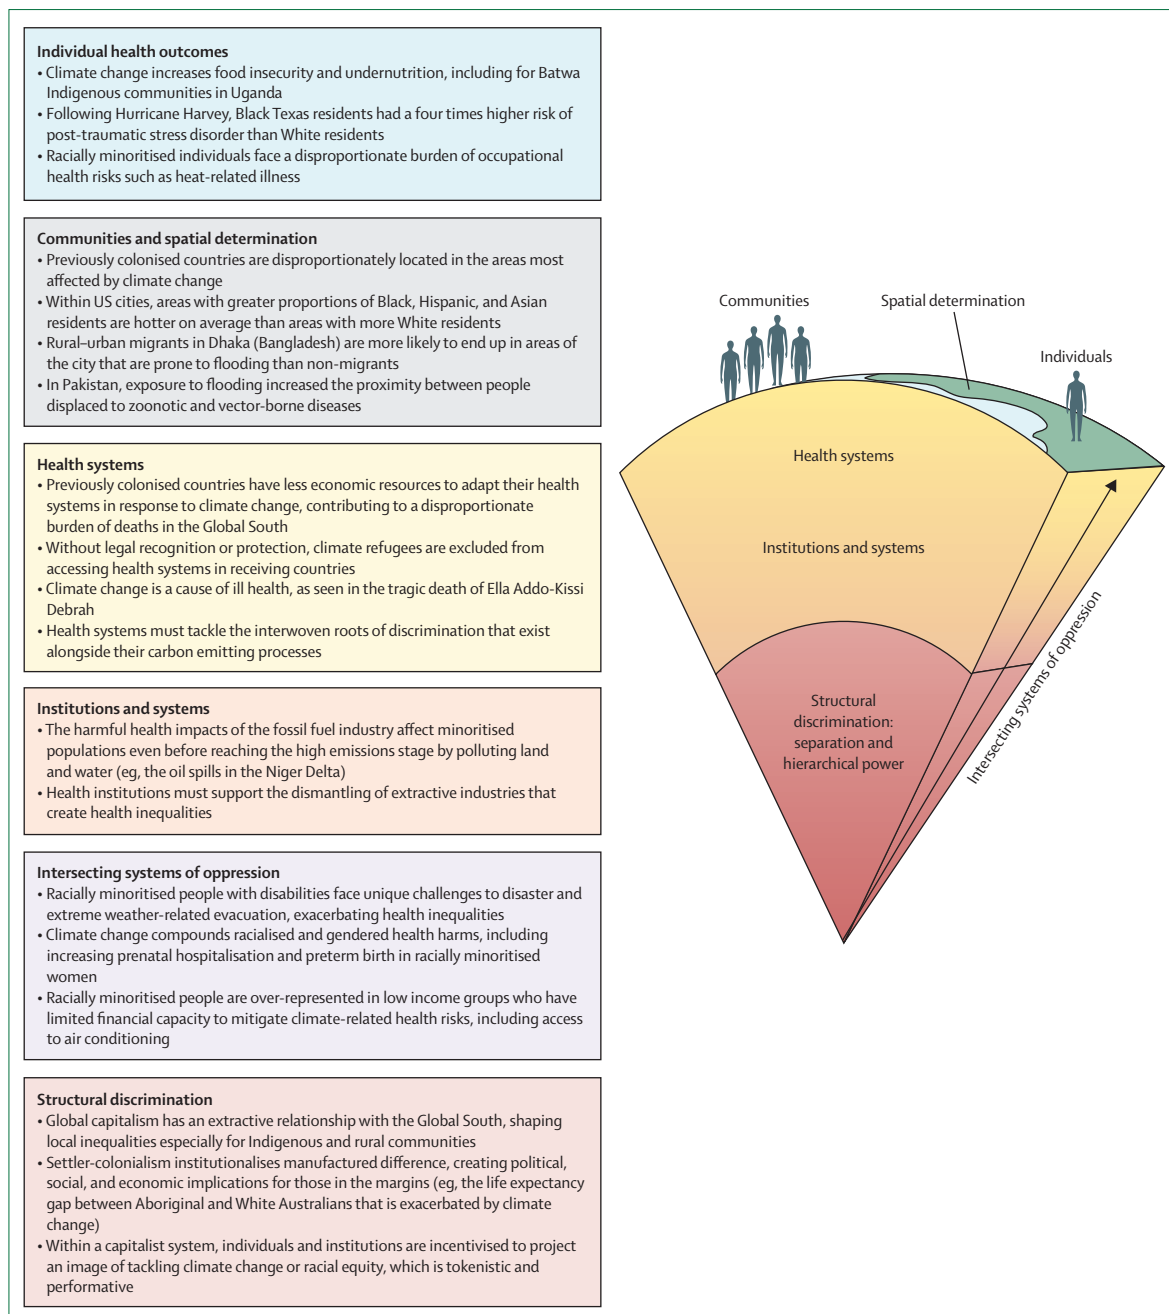 Individual health outcomes
• Climate change increases food insecurity and undernutrition, including for Batwa
Indigenous communities in Uganda
• Following Hurricane Harvey, Black Texas residents had a four times higher risk of
post-traumatic stress disorder than White residents
• Racially minoritised individuals face a disproportionate burden of occupational
health risks such as heat-related illness
Communities and spatial determination
• Previously colonised countries are disproportionately located in the areas most
affected by climate change
• Within US cities, areas with greater proportions of Black, Hispanic, and Asian
residents are hotter on average than areas with more White residents
• Rural–urban migrants in Dhaka (Bangladesh) are more likely to end up in areas of
the city that are prone to flooding than non-migrants
• In Pakistan, exposure to flooding increased the proximity between people
displaced to zoonotic and vector-borne diseases
Health systems
• Previously colonised countries have less economic resources to adapt their health
systems in response to climate change, contributing to a disproportionate
burden of deaths in the Global South
• Without legal recognition or protection, climate refugees are excluded from
accessing health systems in receiving countries
• Climate change is a cause of ill health, as seen in the tragic death of Ella Addo-Kissi
Debrah
• Health systems must tackle the interwoven roots of discrimination that exist
alongside their carbon emitting processes
Institutions and systems
• The harmful health impacts of the fossil fuel industry affect minoritised
populations even before reaching the high emissions stage by polluting land
and water (eg, the oil spills in the Niger Delta)
• Health institutions must support the dismantling of extractive industries that
create health inequalities
Intersecting systems of oppression
• Racially minoritised people with disabilities face unique challenges to disaster and
extreme weather-related evacuation, exacerbating health inequalities
• Climate change compounds racialised and gendered health harms, including
increasing prenatal hospitalisation and preterm birth in racially minoritised
women
• Racially minoritised people are over-represented in low income groups who have
limited financial capacity to mitigate climate-related health risks, including access
to air conditioning
Structural discrimination
• Global capitalism has an extractive relationship with the Global South, shaping
local inequalities especially for Indigenous and rural communities
• Settler-colonialism institutionalises manufactured difference, creating political,
social, and economic implications for those in the margins (eg, the life expectancy
gap between Aboriginal and White Australians that is exacerbated by climate
change)
• Within a capitalist system, individuals and institutions are incentivised to project
an image of tackling climate change or racial equity, which is tokenistic and
performative
Communities
Spatial determination
Individuals
Health systems
Institutions and systems
Structural
discrimination:
separation and
hierarchical power
Intersecting systems of oppression